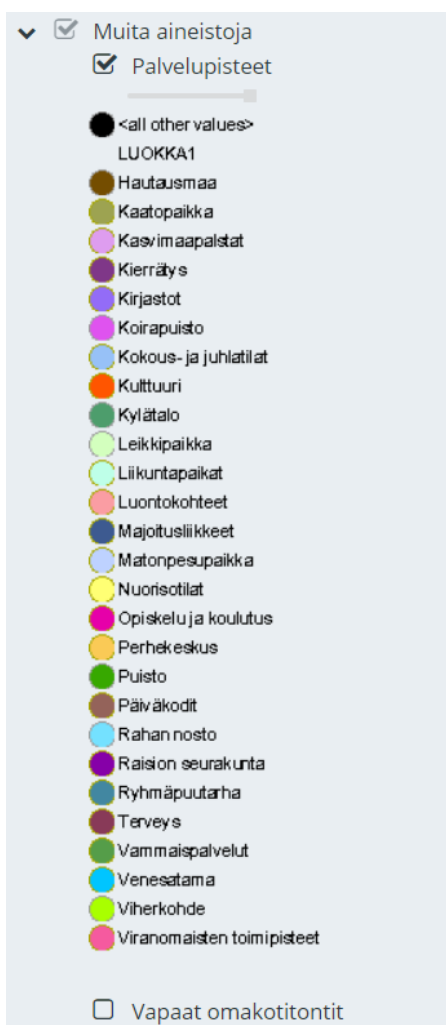 Muita aineistoja
Palvelupisteet
<all other values>
LUOKKA1
Hautausmaa
Kaatopaikka
Kasvimaapalstat
Kierrätys
Kirjastot
Koirapuisto
Kokous- ja juhlatilat
Kulttuuri
Kylätalo
Leikkipaikka
Liikuntapaikat
Luontokohteet
Majoitusliikkeet
Matonpesupaikka
Nuorisotilat
Opiskelu ja koulutus
Perhekeskus
Puisto
Päiväkodit
Rahan nosto
Raision seurakunta
Ryhmäpuutarha
Terveys
Vammaispalvelut
Venesatama
Viherkohde
Viranomaisten toimipisteet
Vapaat omakotitontit